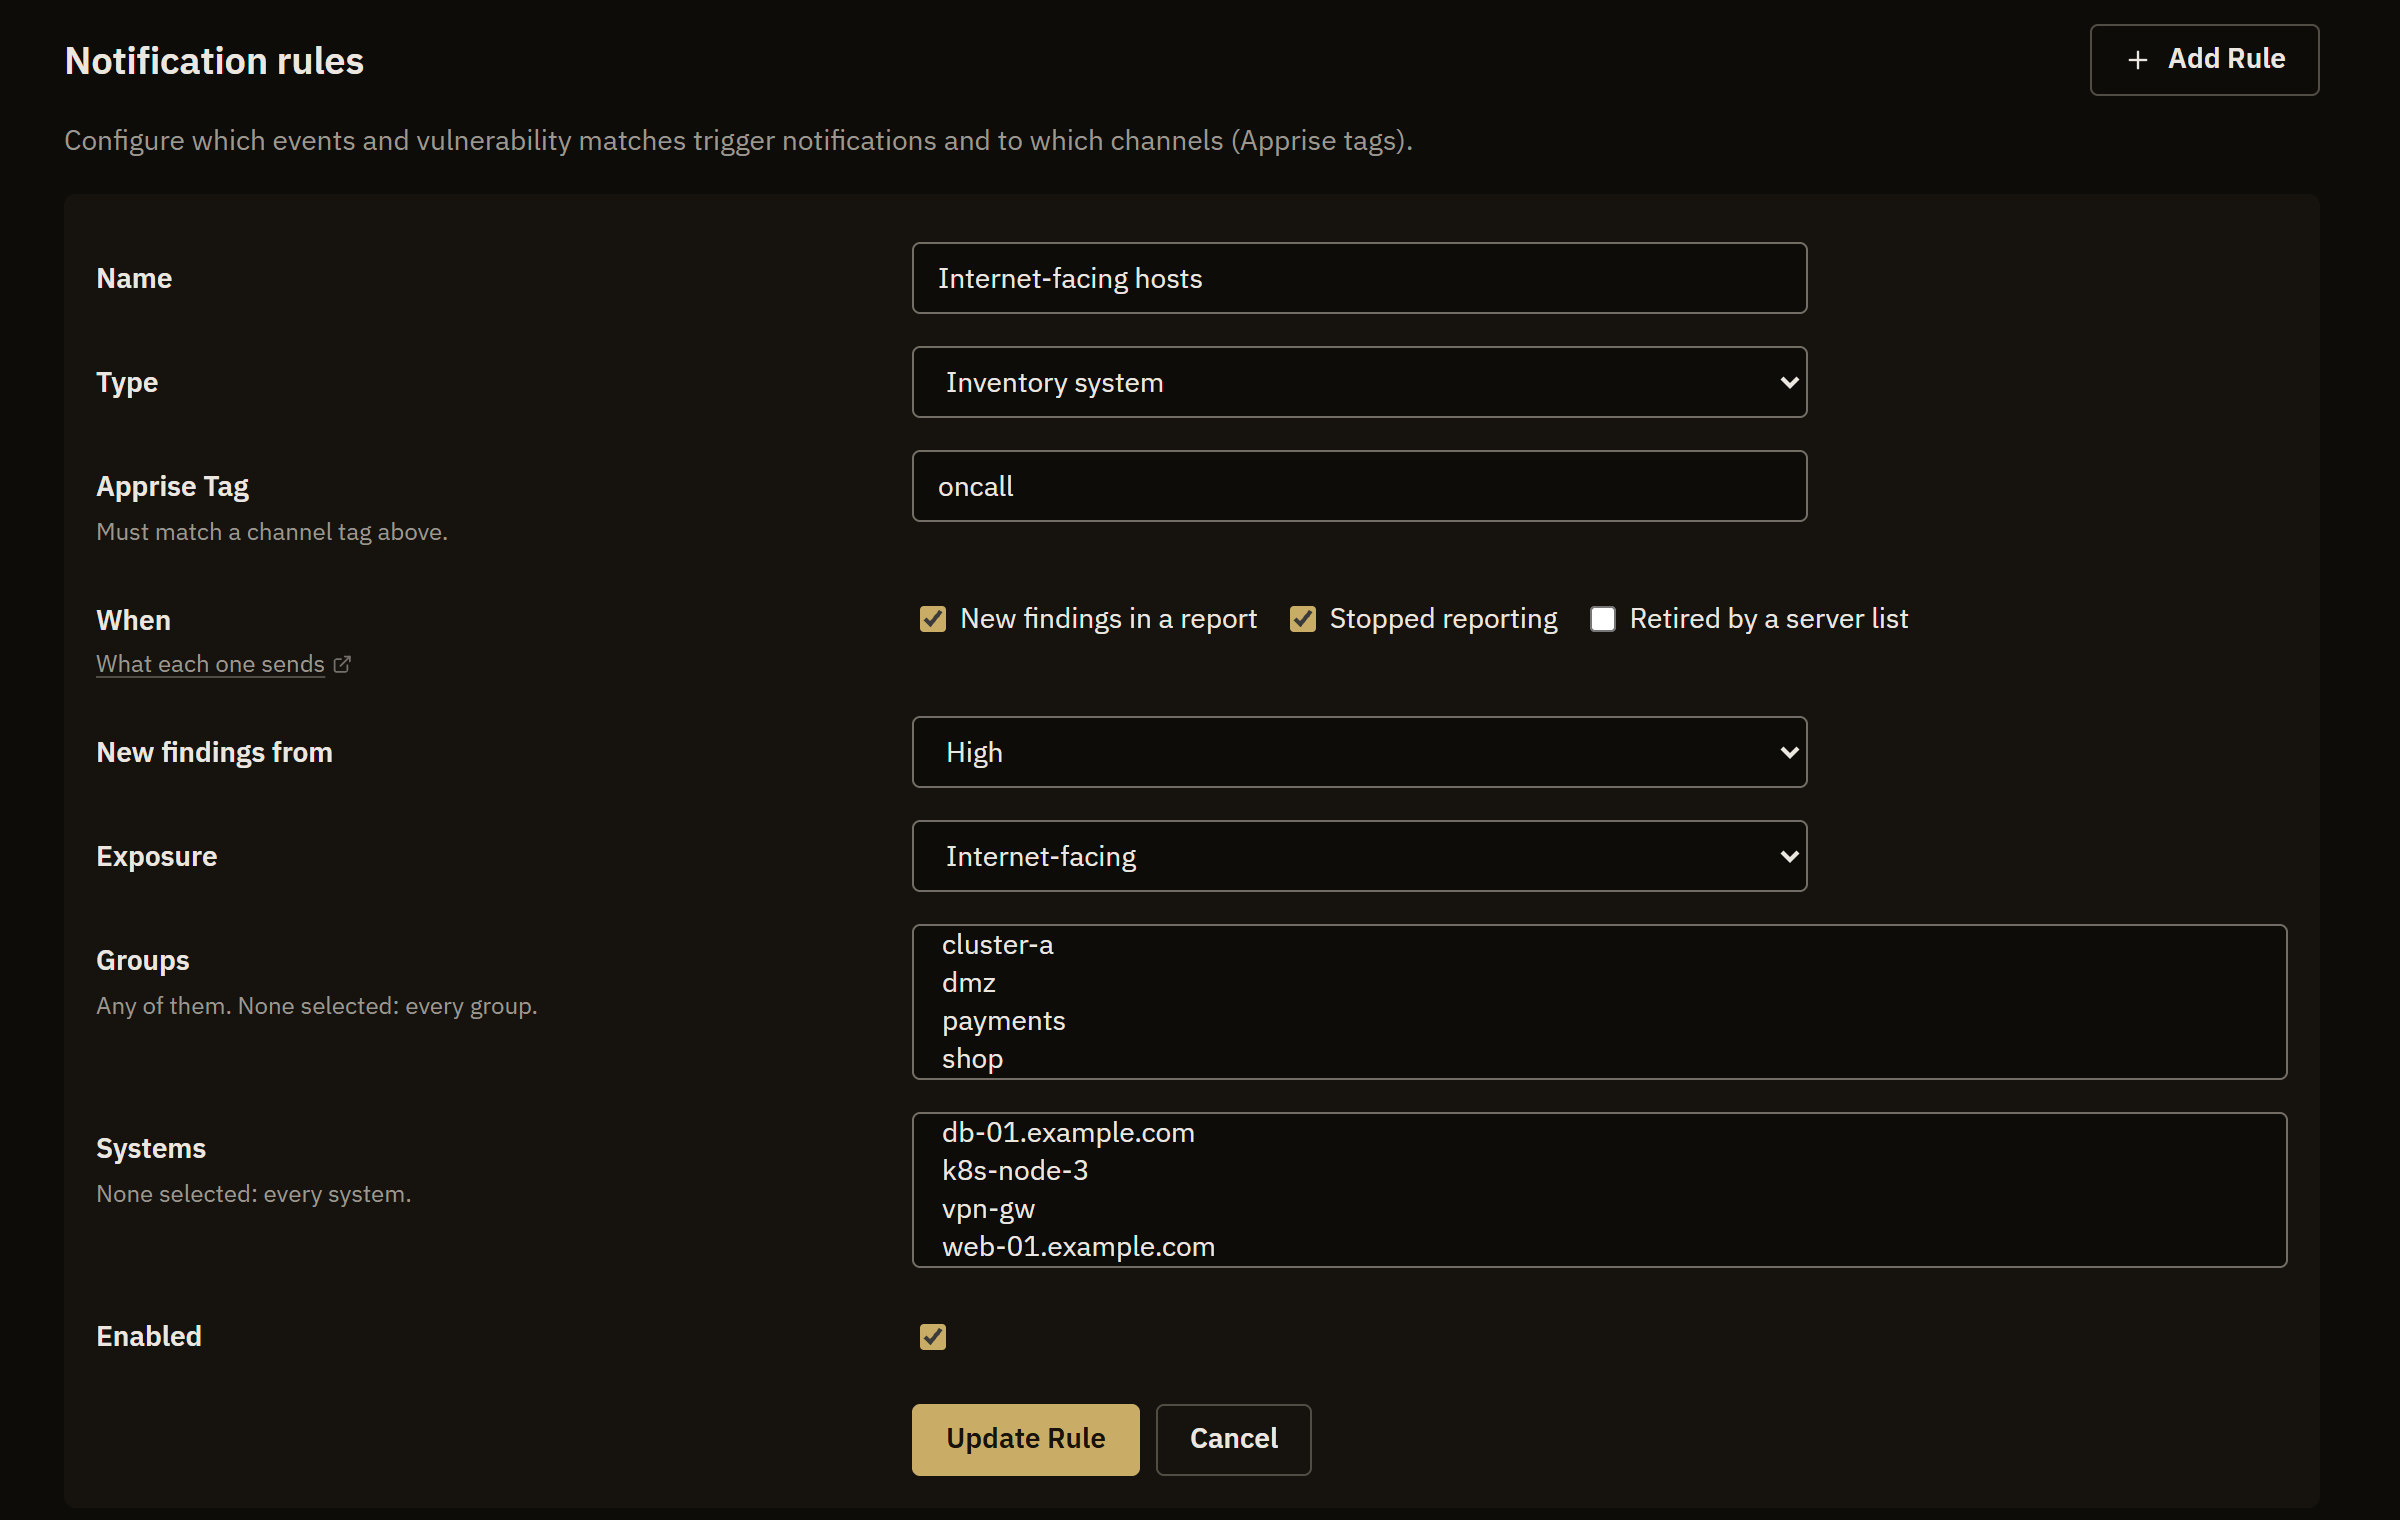 Notification rules
+ Add Rule
Configure which events and vulnerability matches trigger notifications and to which channels (Apprise tags).
Name
Internet-facing hosts
Type
Inventory system
Apprise Tag
oncall
Must match a channel tag above.
When
New findings in a report
Stopped reporting
Retired by a server list
What each one sends
New findings from
High
Exposure
Internet-facing
Groups
Any of them. None selected: every group.
cluster-a
dmz
payments
shop
Systems
None selected: every system.
db-01.example.com
k8s-node-3
vpn-gw
web-01.example.com
Enabled
Update Rule
Cancel